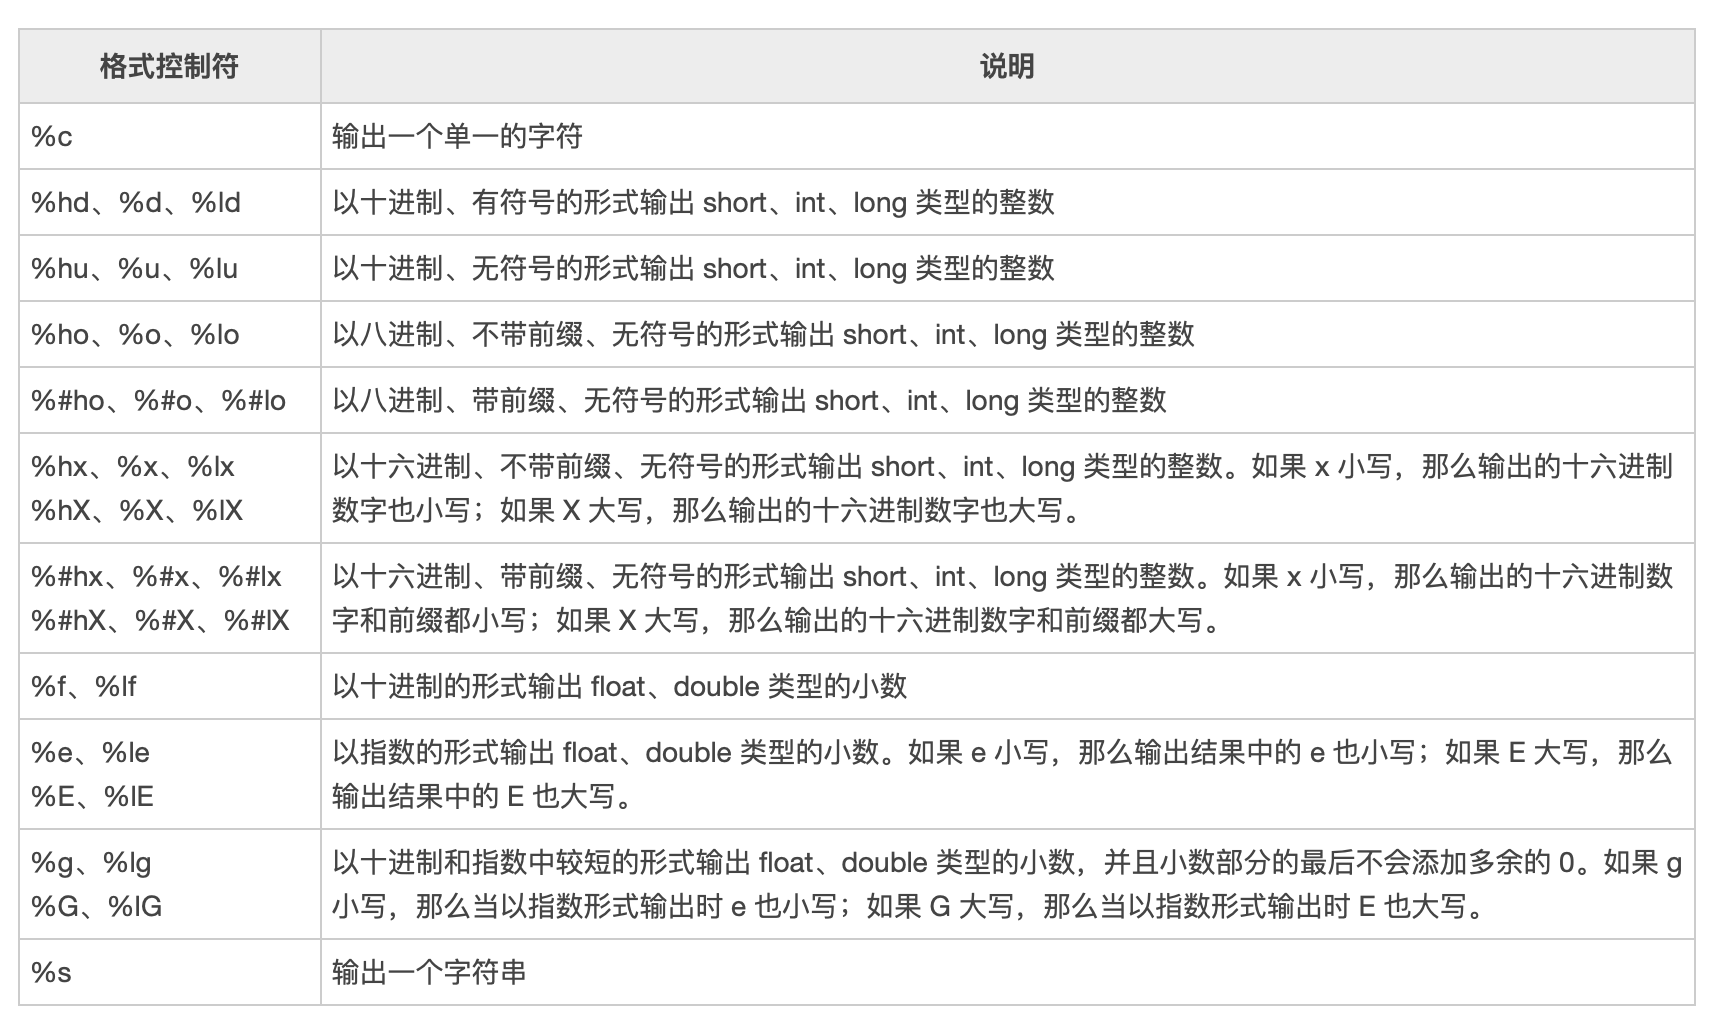 格式控制符 说明
%c 输出一个单一的字符
%hd、%d、%ld 以十进制、有符号的形式输出 short、int、long 类型的整数
%hu、%u、%lu 以十进制、无符号的形式输出 short、int、long 类型的整数
%ho、%o、%lo 以八进制、不带前缀、无符号的形式输出 short、int、long 类型的整数
%#ho、%#o、%#lo 以八进制、带前缀、无符号的形式输出 short、int、long 类型的整数
%hx、%x、%lx 以十六进制、不带前缀、无符号的形式输出 short、int、long 类型的整数。如果 x 小写，那么输出的十六进制
%hX、%X、%lX 数字也小写；如果 X 大写，那么输出的十六进制数字也大写。
%#hx、%#x、%#lx 以十六进制、带前缀、无符号的形式输出 short、int、long 类型的整数。如果 x 小写，那么输出的十六进制数
%#hX、%#X、%#lX 字和前缀都小写；如果 X 大写，那么输出的十六进制数字和前缀都大写。
%f、%lf 以十进制的形式输出 float、double 类型的小数
%e、%le 以指数的形式输出 float、double 类型的小数。如果 e 小写，那么输出结果中的 e 也小写；如果 E 大写，那么
%E、%lE 输出结果中的 E 也大写。
%g、%lg 以十进制和指数中较短的形式输出 float、double 类型的小数，并且小数部分的最后不会添加多余的 0。如果 g
%G、%lG 小写，那么当以指数形式输出时 e 也小写；如果 G 大写，那么当以指数形式输出时 E 也大写。
%s 输出一个字符串